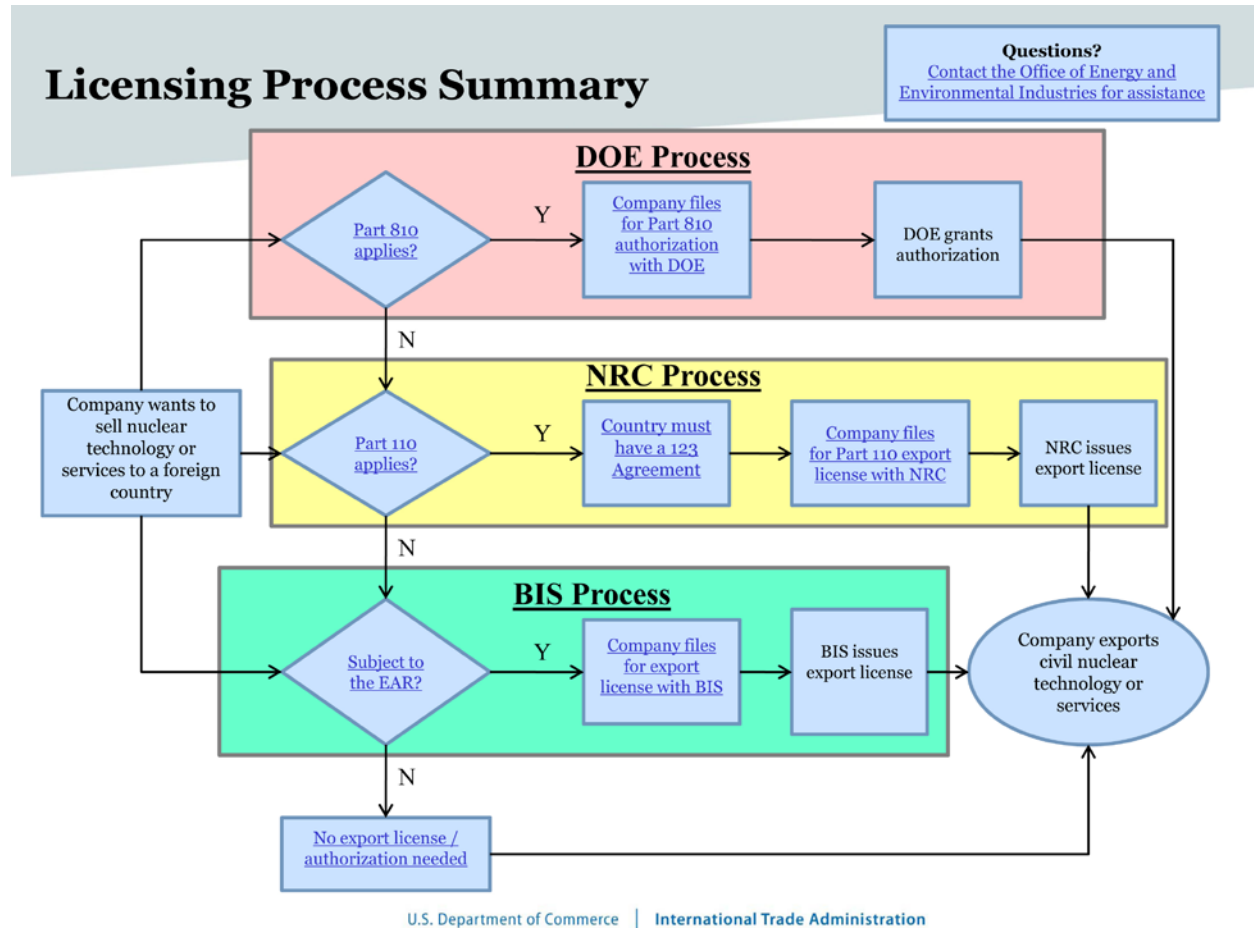 Licensing Process Summary
Questions?
Contact the Office of Energy and
Environmental Industries for assistance
DOE Process
Part 810
applies?
Y
Company files
for Part 810
authorization
with DOE
DOE grants
authorization
N
NRC Process
Company wants to
sell nuclear
technology or
services to a foreign
country
Part 110
applies?
Y
Country must
have a 123
Agreement
Company files
for Part 110 export
license with NRC
NRC issues
export license
N
BIS Process
Subject to
the EAR?
Y
Company files
for export
license with BIS
BIS issues
export license
Company exports
civil nuclear
technology or
services
N
No export license /
authorization needed
U.S. Department of Commerce | International Trade Administration